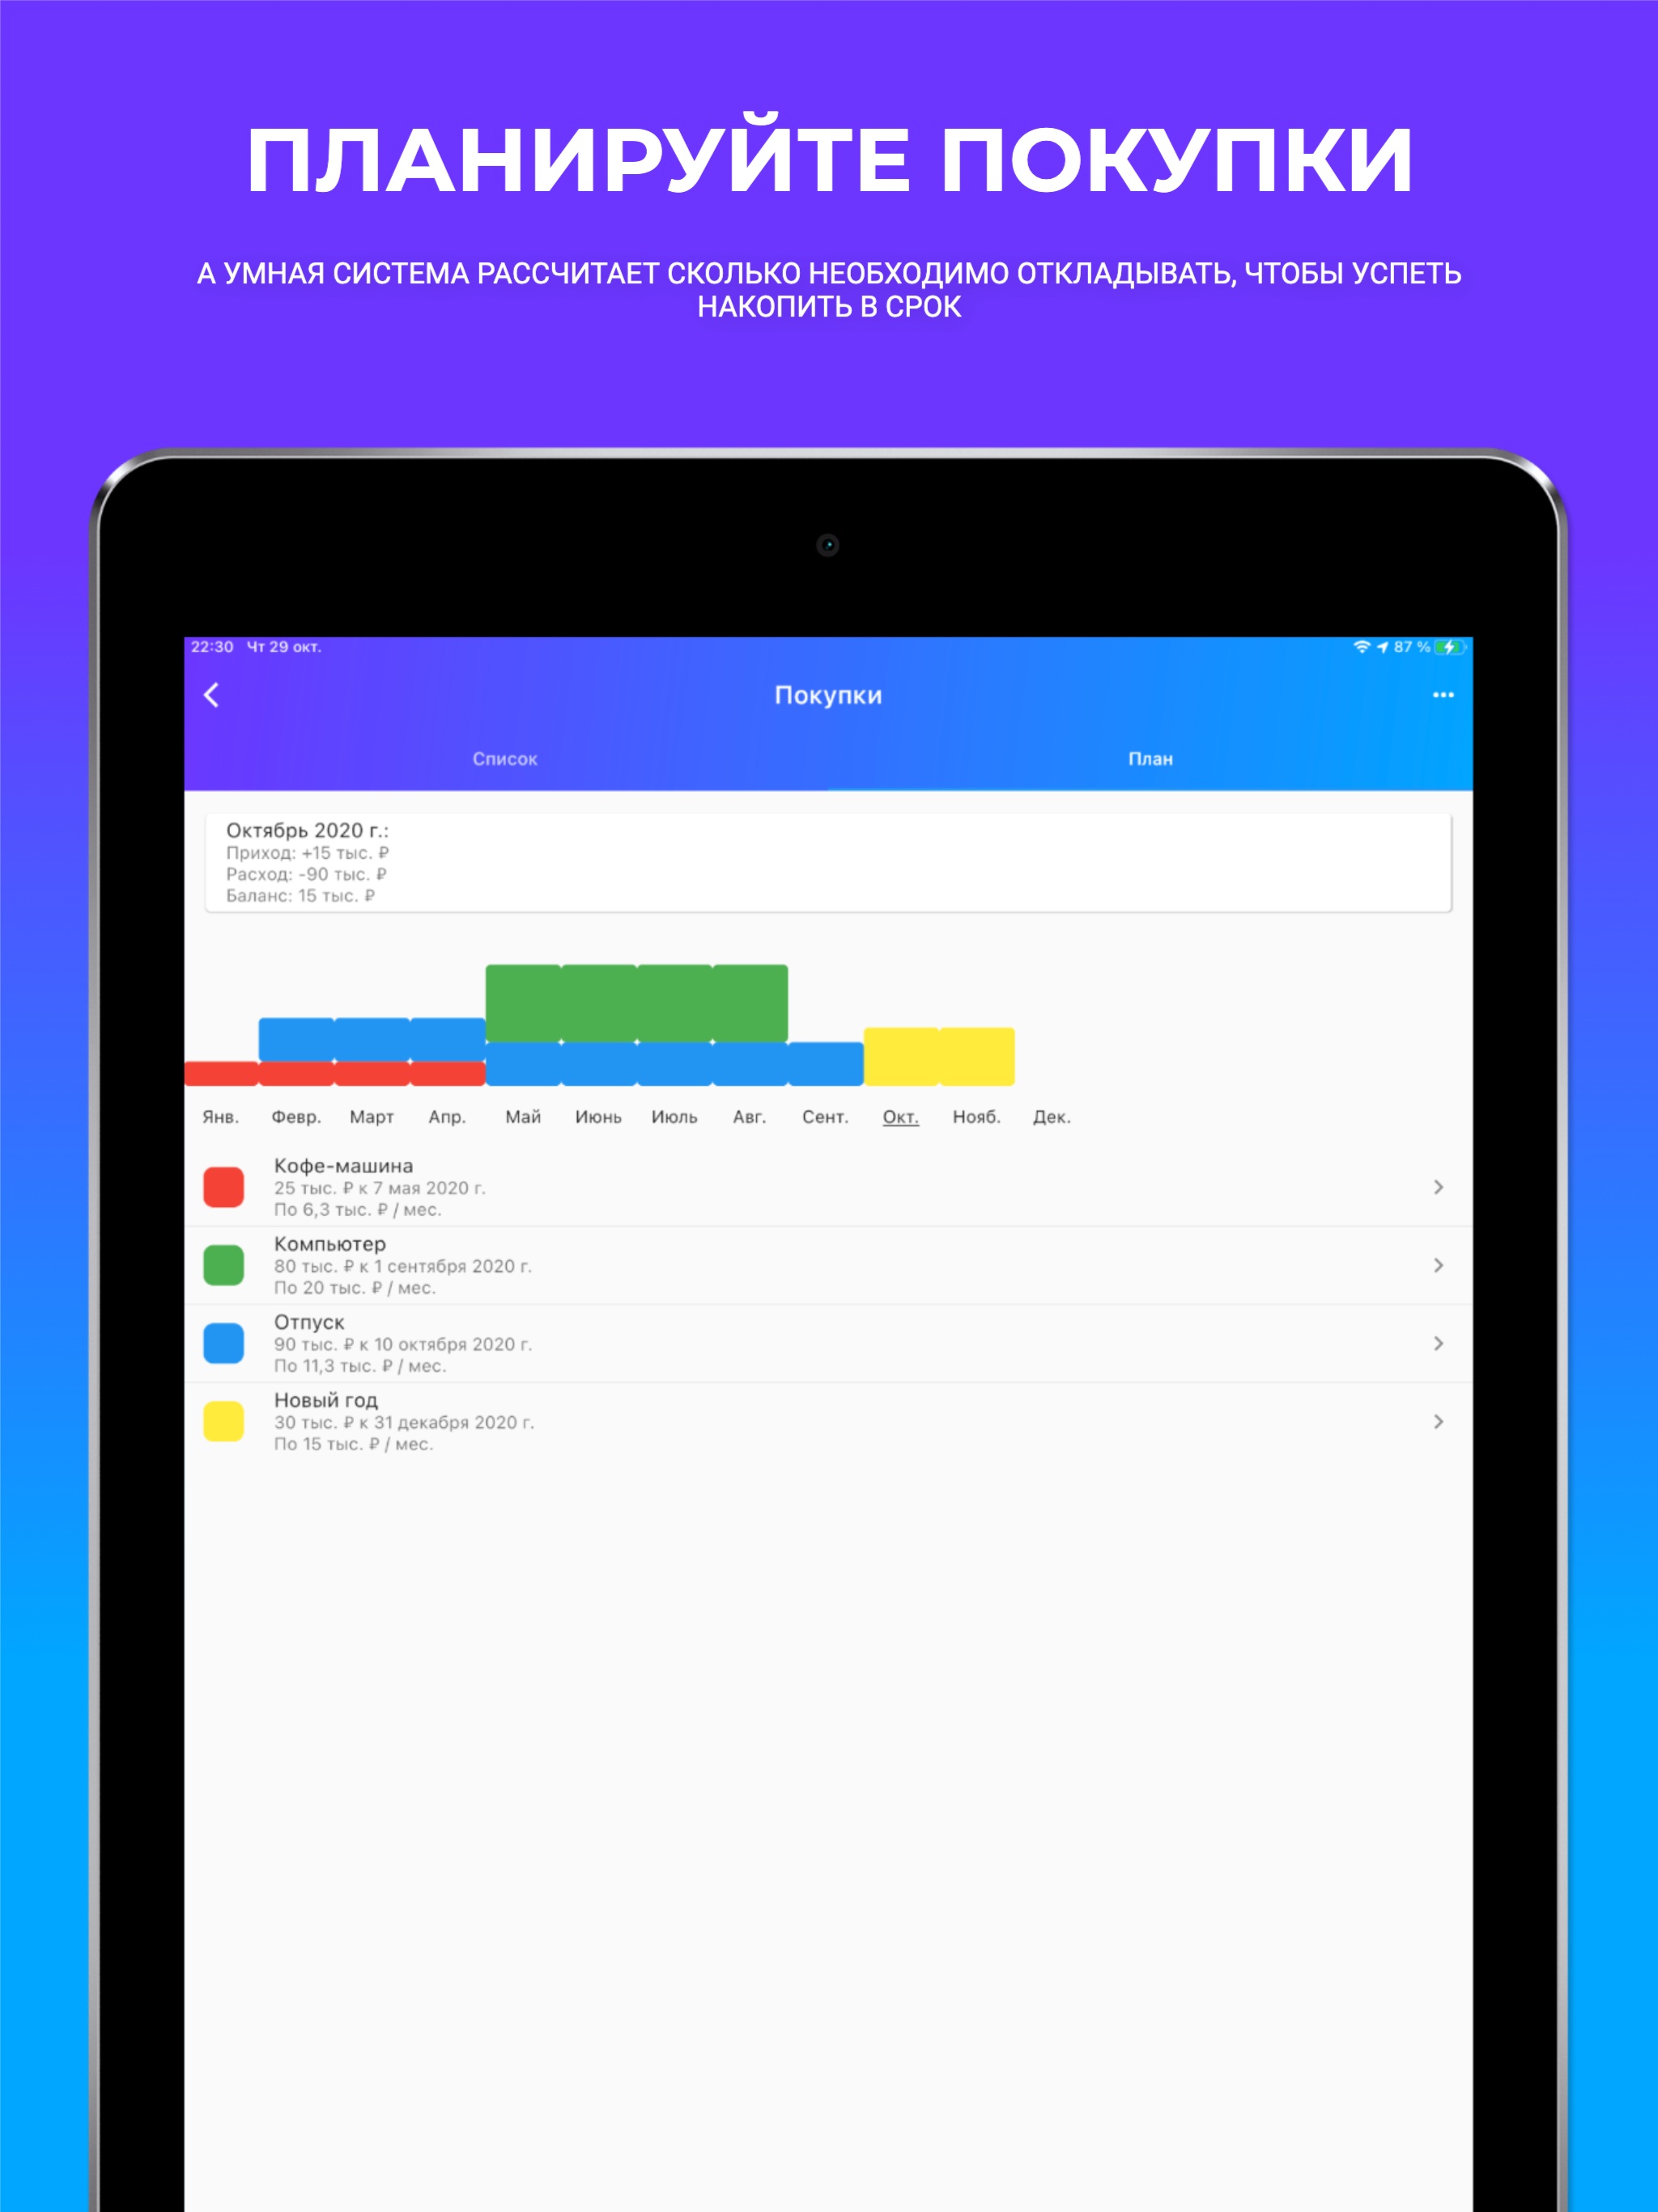 ПЛАНИРУЙТЕ ПОКУПКИ
А УМНАЯ СИСТЕМА РАССЧИТАЕТ СКОЛЬКО НЕОБХОДИМО ОТКЛАДЫВАТЬ, ЧТОБЫ УСПЕТЬ
НАКОПИТЬ В СРОК
22:30 Чт 29 окт. 87 %
Покупки
Список План
Октябрь 2020 г.:
Приход: +15 тыс. ₽
Расход: -90 тыс. ₽
Баланс: 15 тыс. ₽
Янв. Февр. Март Апр. Май Июнь Июль Авг. Сент. Окт. Нояб. Дек.
Кофе-машина
25 тыс. ₽ к 7 мая 2020 г.
По 6,3 тыс. ₽ / мес.
Компьютер
80 тыс. ₽ к 1 сентября 2020 г.
По 20 тыс. ₽ / мес.
Отпуск
90 тыс. ₽ к 10 октября 2020 г.
По 11,3 тыс. ₽ / мес.
Новый год
30 тыс. ₽ к 31 декабря 2020 г.
По 15 тыс. ₽ / мес.